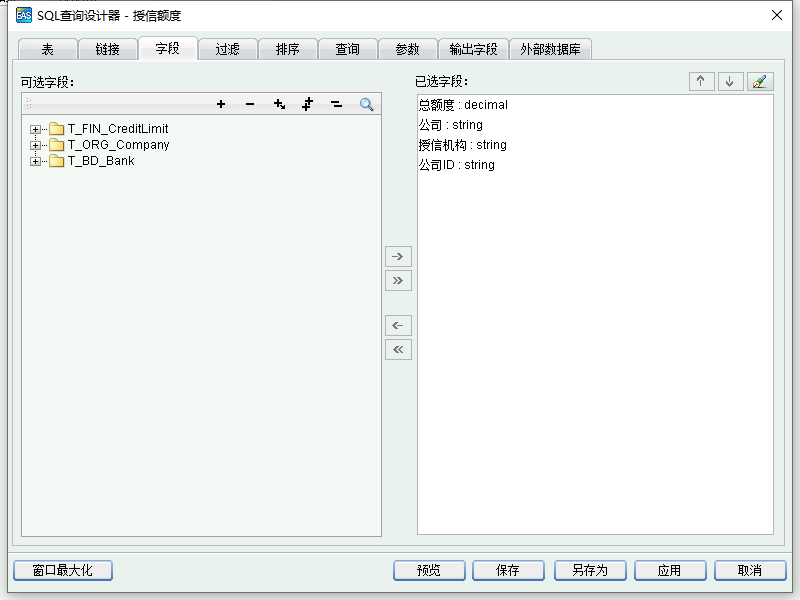 EAS SQL查询设计器 - 授信额度
表 链接 字段 过滤 排序 查询 参数 输出字段 外部数据库
可选字段：
T_FIN_CreditLimit
T_ORG_Company
T_BD_Bank
已选字段：
总额度 : decimal
公司 : string
授信机构 : string
公司ID : string
窗口最大化 预览 保存 另存为 应用 取消